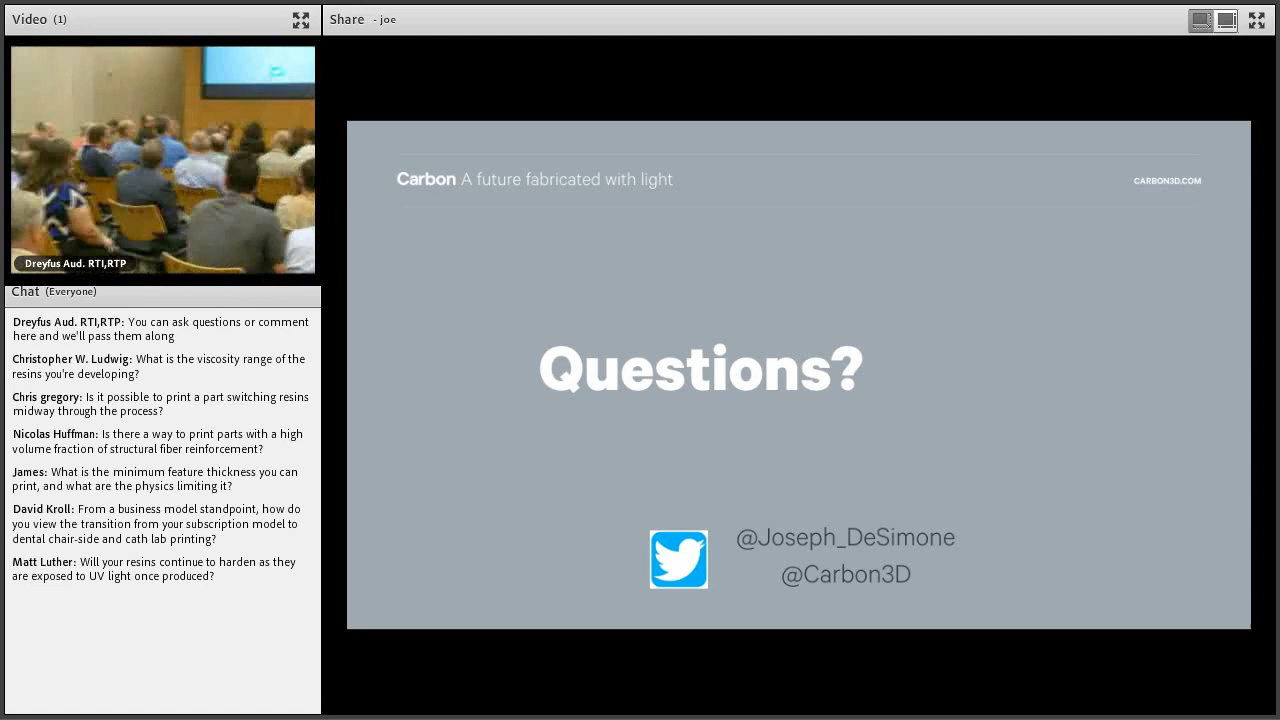 Video (1)
Share - joe
Dreyfus Aud. RTI,RTP
Chat (Everyone)
Dreyfus Aud. RTI,RTP: You can ask questions or comment
here and we'll pass them along
Christopher W. Ludwig: What is the viscosity range of the
resins you're developing?
Chris gregory: Is it possible to print a part switching resins
midway through the process?
Nicolas Huffman: Is there a way to print parts with a high
volume fraction of structural fiber reinforcement?
James: What is the minimum feature thickness you can
print, and what are the physics limiting it?
David Kroll: From a business model standpoint, how do
you view the transition from your subscription model to
dental chair-side and cath lab printing?
Matt Luther: Will your resins continue to harden as they
are exposed to UV light once produced?
Carbon A future fabricated with light
CARBON3D.COM
Questions?
@Joseph_DeSimone
@Carbon3D